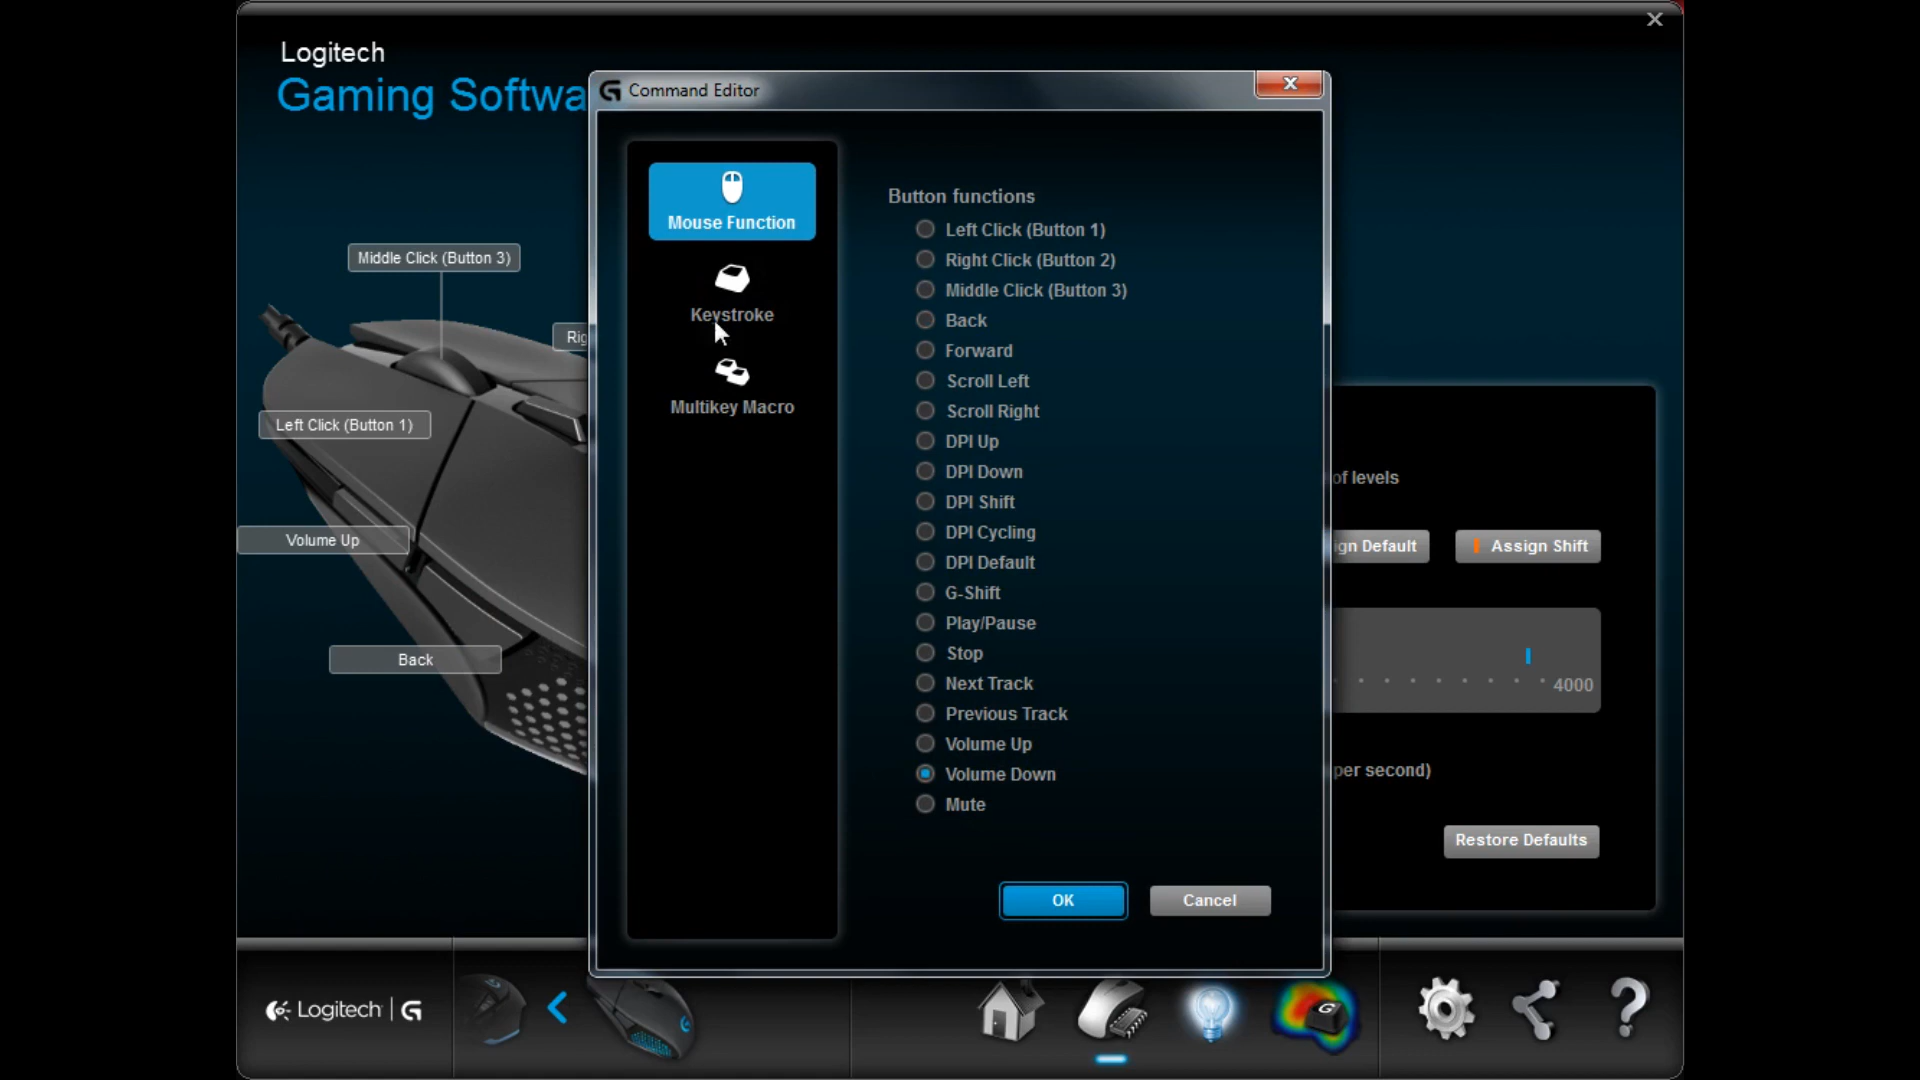 Logitech
Gaming Softwa
Command Editor
Mouse Function
Keystroke
Multikey Macro
Button functions
Left Click (Button 1)
Right Click (Button 2)
Middle Click (Button 3)
Back
Forward
Scroll Left
Scroll Right
DPI Up
DPI Down
DPI Shift
DPI Cycling
DPI Default
G-Shift
Play/Pause
Stop
Next Track
Previous Track
Volume Up
Volume Down
Mute
OK
Cancel
Middle Click (Button 3)
Rig
Left Click (Button 1)
Volume Up
Back
of levels
ign Default
Assign Shift
4000
per second)
Restore Defaults
Logitech